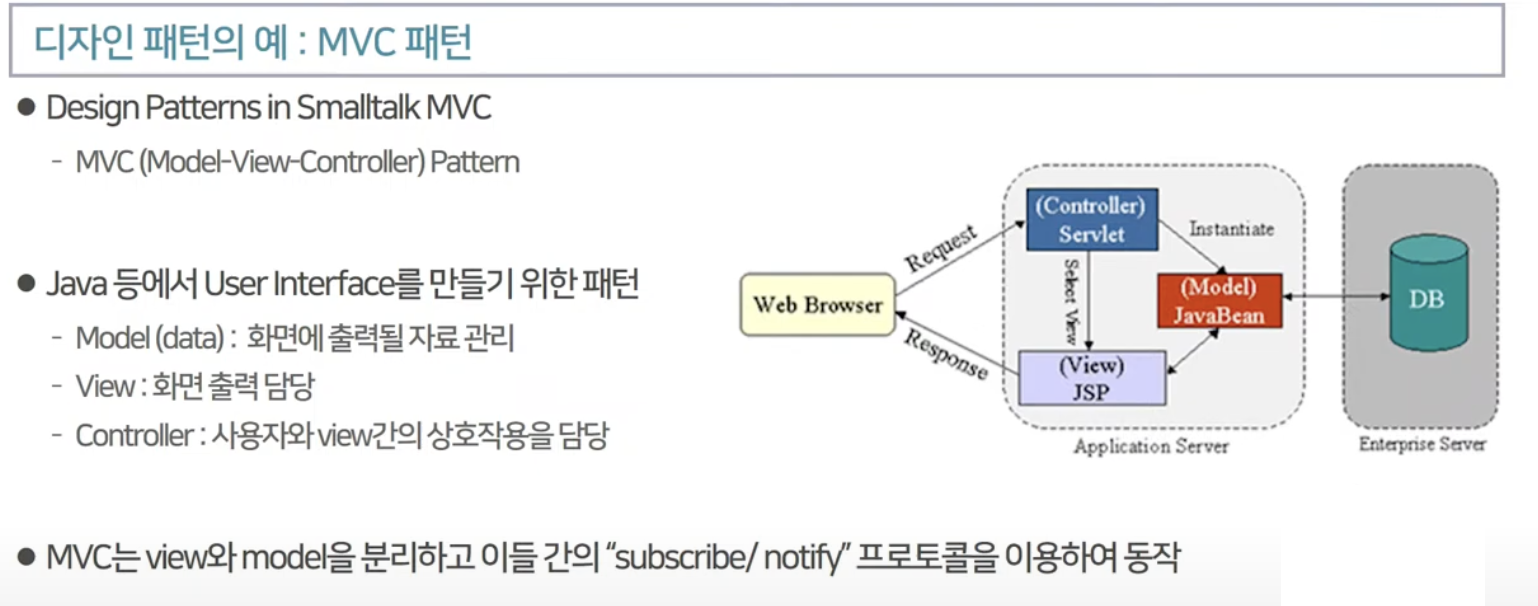 디자인 패턴의 예 : MVC 패턴
● Design Patterns in Smalltalk MVC
- MVC (Model-View-Controller) Pattern
● Java 등에서 User Interface를 만들기 위한 패턴
- Model (data) : 화면에 출력될 자료 관리
- View : 화면 출력 담당
- Controller : 사용자와 view간의 상호작용을 담당
Web Browser
Request
Response
(Controller)
Servlet
Instantiate
Select View
(Model)
JavaBean
(View)
JSP
Application Server
DB
Enterprise Server
● MVC는 view와 model을 분리하고 이들 간의 “subscribe/ notify” 프로토콜을 이용하여 동작